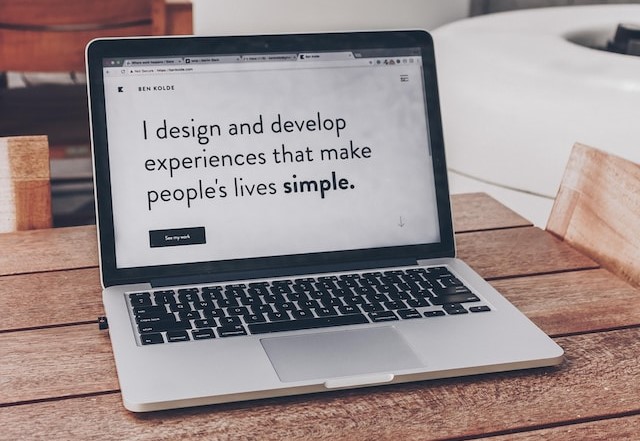 BEN KOLDE
I design and develop
experiences that make
people's lives simple.
See my work